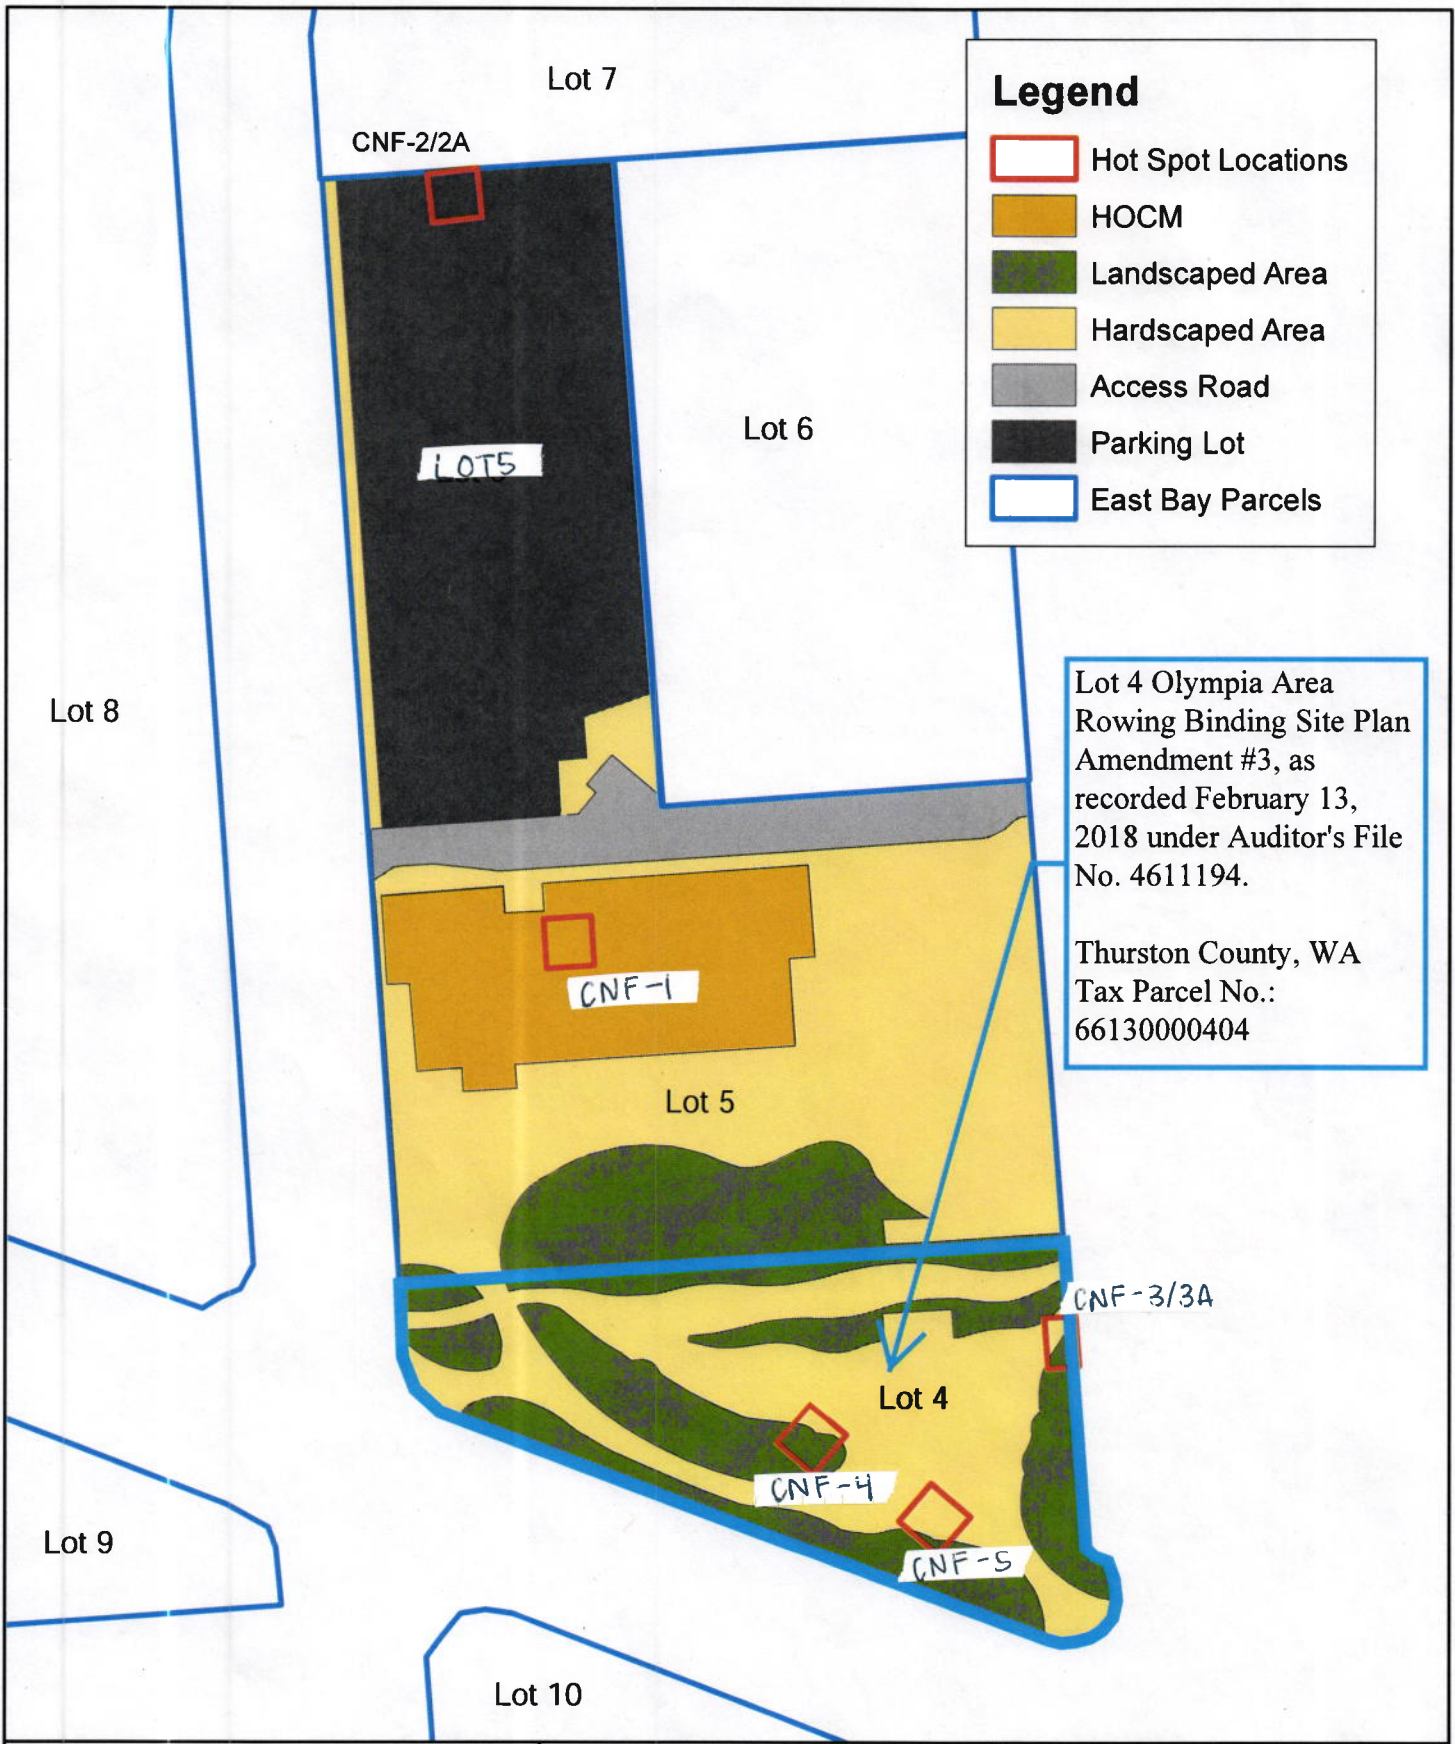 Lot 7
CNF-2/2A
Legend
Hot Spot Locations
HOCM
Landscaped Area
Hardscaped Area
Access Road
Parking Lot
East Bay Parcels
Lot 6
LOT5
Lot 8
Lot 4 Olympia Area
Rowing Binding Site Plan
Amendment #3, as
recorded February 13,
2018 under Auditor's File
No. 4611194.
Thurston County, WA
Tax Parcel No.:
66130000404
CNF-1
Lot 5
CNF-3/3A
Lot 4
CNF-4
CNF-5
Lot 9
Lot 10